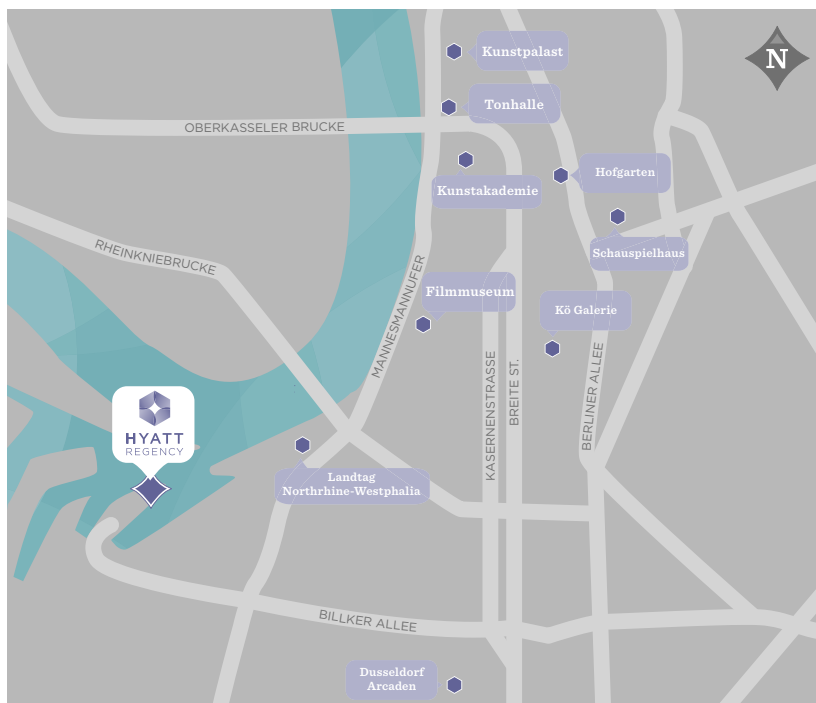 Kunstpalast
N
Tonhalle
OBERKASSELER BRUCKE
Hofgarten
Kunstakademie
RHEINKNIEBRUCKE
Schauspielhaus
MANNESMANNUFER
Filmmuseum
Kö Galerie
KASERNENSTRASSE
BREITE ST.
BERLINER ALLEE
HYATT
REGENCY
Landtag
Northrhine-Westphalia
BILLKER ALLEE
Dusseldorf
Arcaden